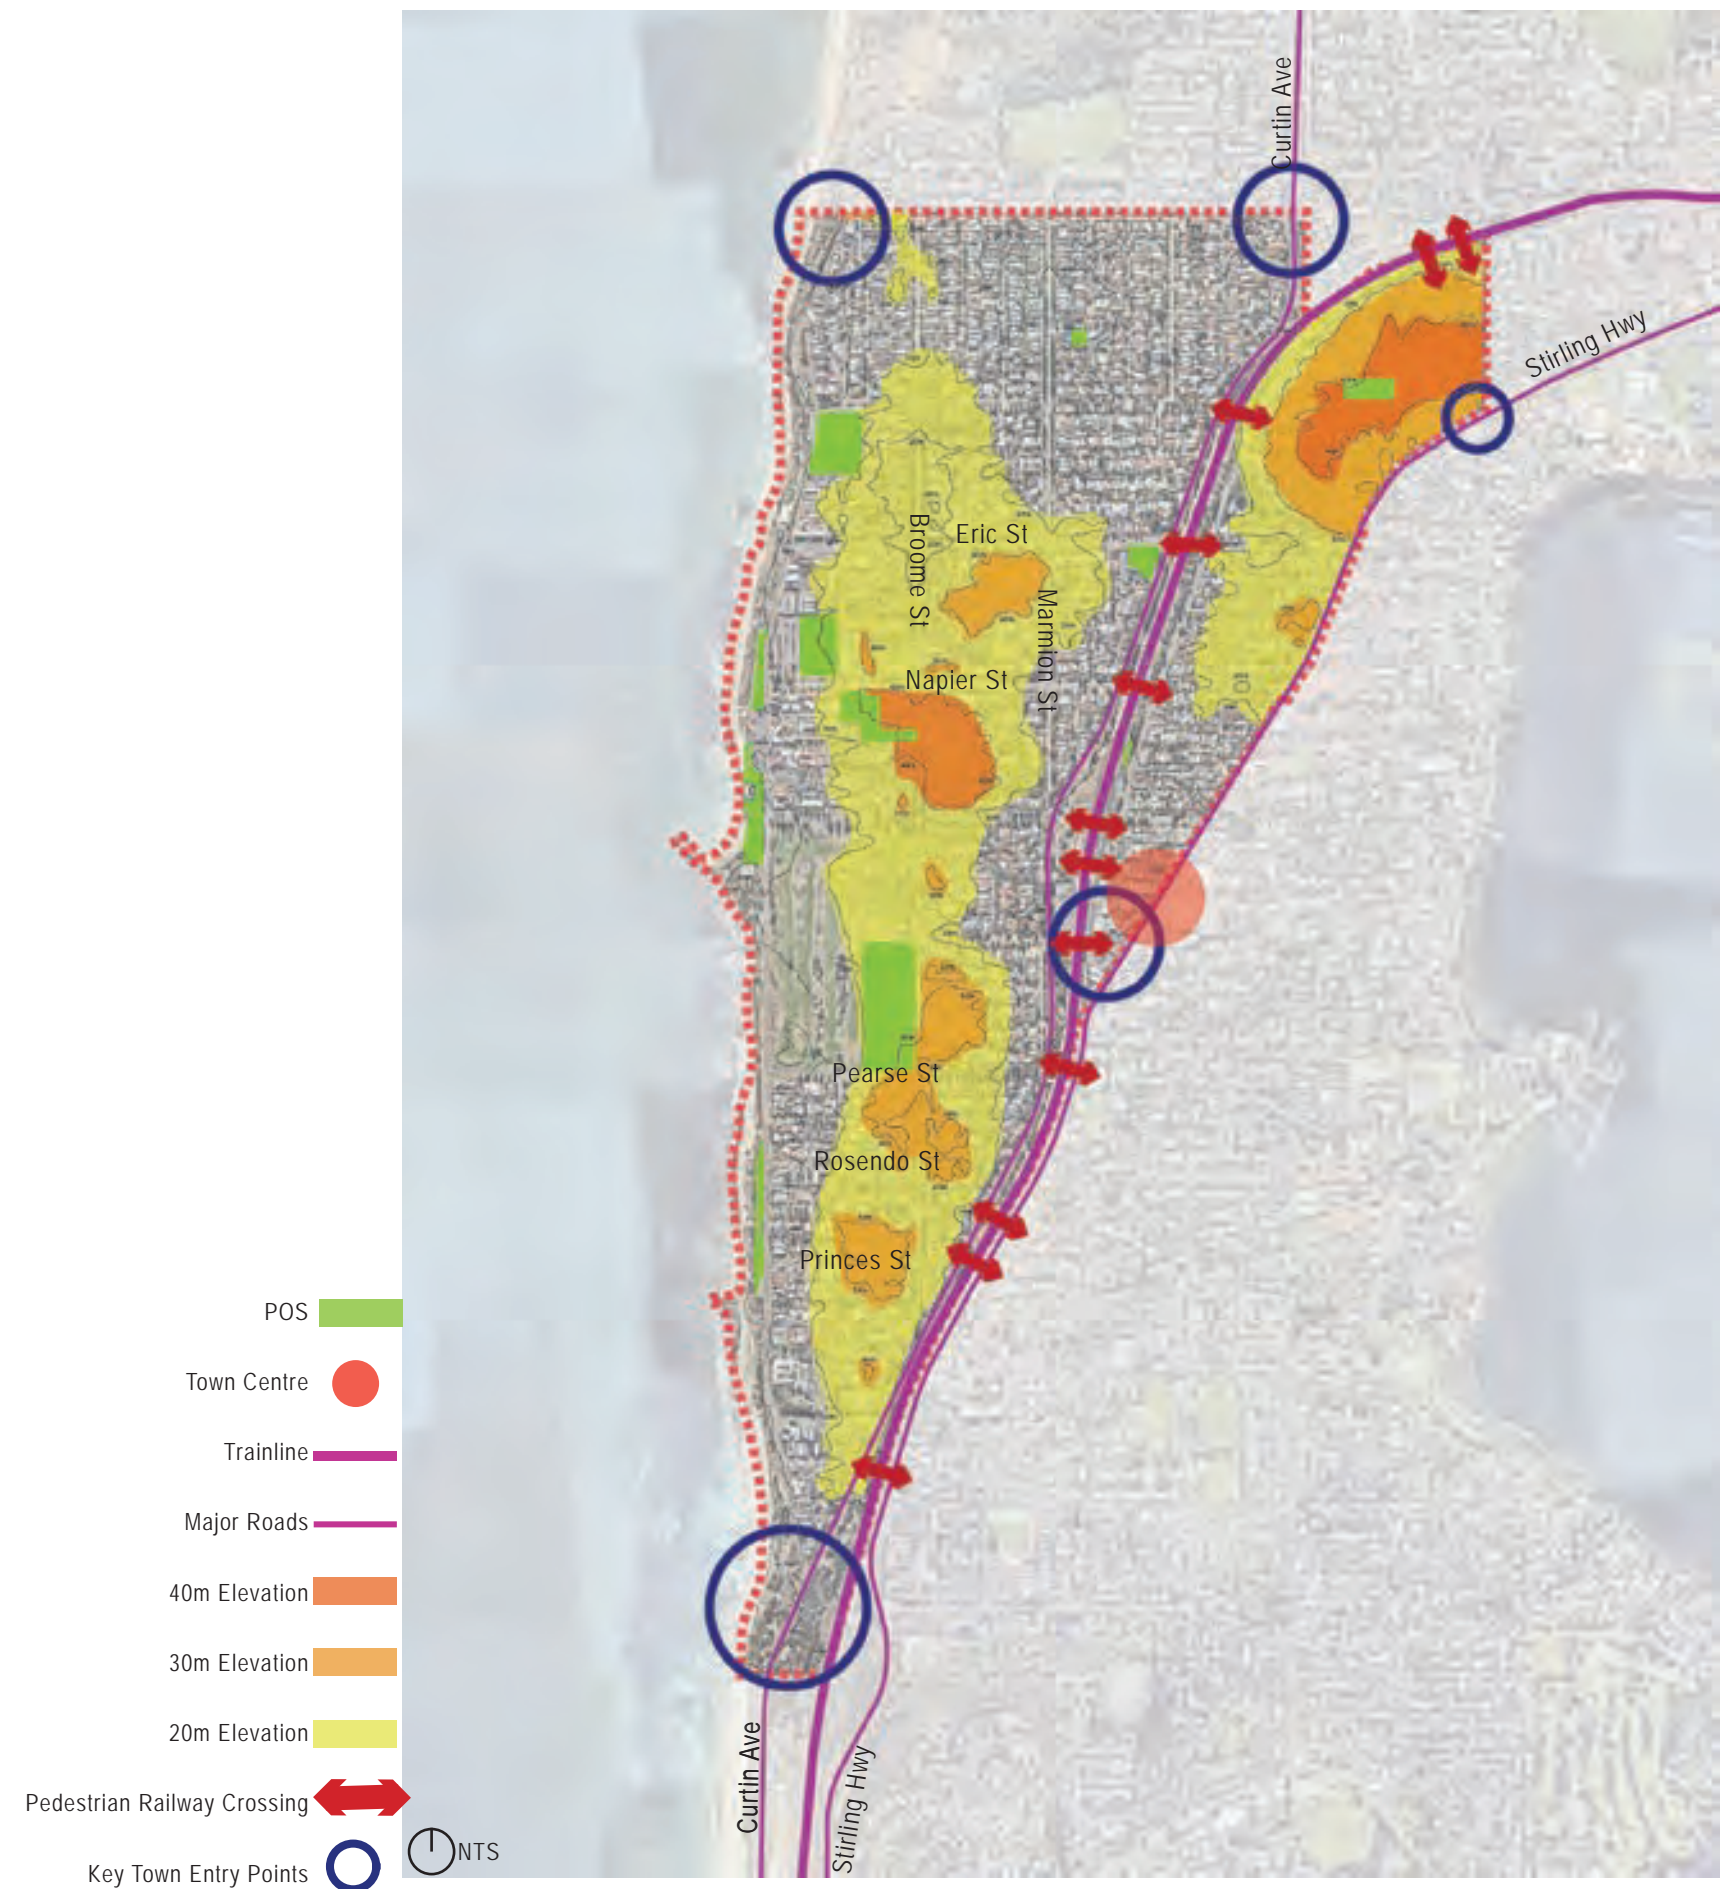 Curtin Ave
Stirling Hwy
Broome St
Eric St
Marmion St
Napier St
Pearse St
Rosendo St
Princes St
POS
Town Centre
Trainline
Major Roads
40m Elevation
30m Elevation
20m Elevation
Pedestrian Railway Crossing
Key Town Entry Points
NTS
Curtin Ave
Stirling Hwy